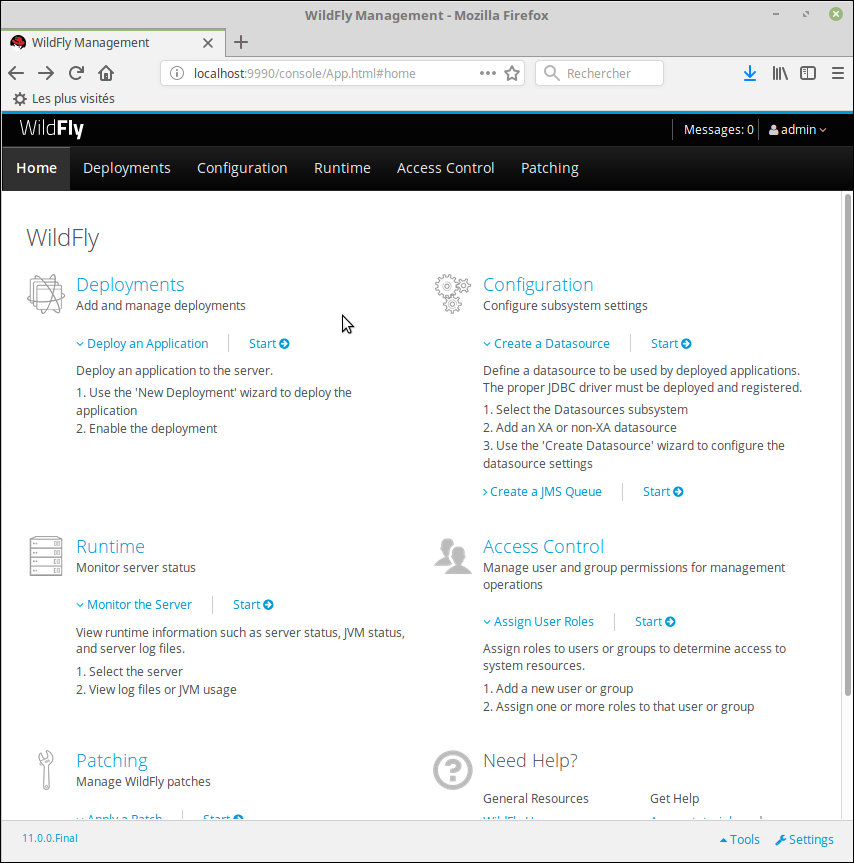 WildFly Management - Mozilla Firefox
WildFly Management
localhost:9990/console/App.html#home
Rechercher
Les plus visités
WildFly
Messages: 0
admin
Home Deployments Configuration Runtime Access Control Patching
WildFly
Deployments
Add and manage deployments
Deploy an Application
Start
Deploy an application to the server.
1. Use the 'New Deployment' wizard to deploy the
application
2. Enable the deployment
Configuration
Configure subsystem settings
Create a Datasource
Start
Define a datasource to be used by deployed applications.
The proper JDBC driver must be deployed and registered.
1. Select the Datasources subsystem
2. Add an XA or non-XA datasource
3. Use the 'Create Datasource' wizard to configure the
datasource settings
Create a JMS Queue
Start
Runtime
Monitor server status
Monitor the Server
Start
View runtime information such as server status, JVM status,
and server log files.
1. Select the server
2. View log files or JVM usage
Access Control
Manage user and group permissions for management
operations
Assign User Roles
Start
Assign roles to users or groups to determine access to
system resources.
1. Add a new user or group
2. Assign one or more roles to that user or group
Patching
Manage WildFly patches
Apply a Patch
Start
Need Help?
General Resources
Get Help
11.0.0.Final
Tools
Settings